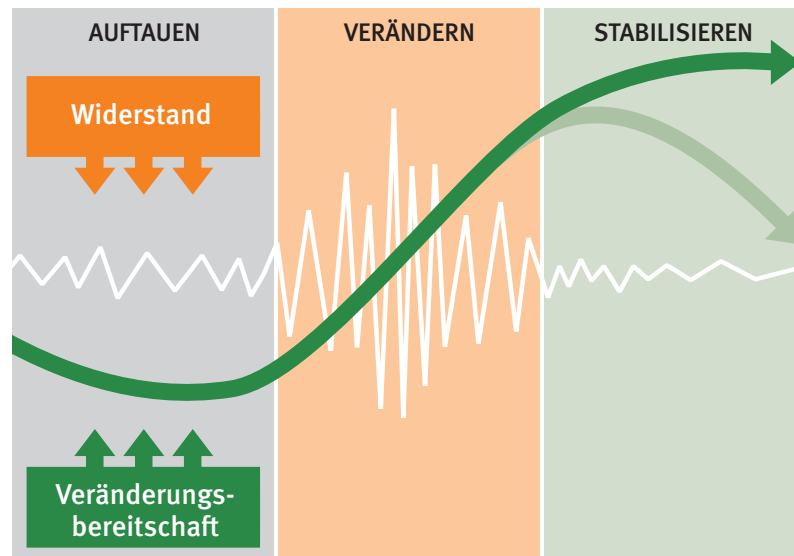 AUFTAUEN
VERÄNDERN
STABILISIEREN
Widerstand
Veränderungs-
bereitschaft